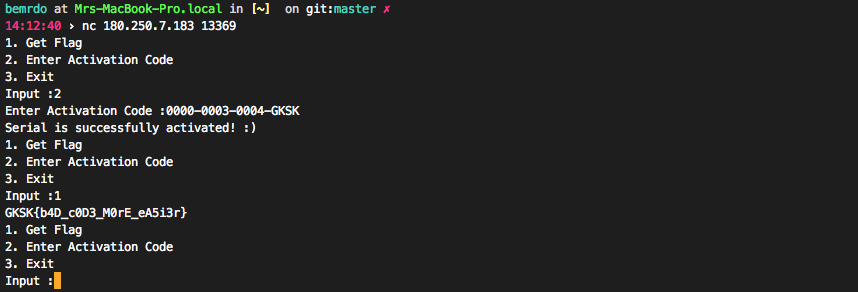 bemrdo at Mrs-MacBook-Pro.local in [~]  on git:master ✗
14:12:40 › nc 180.250.7.183 13369
1. Get Flag
2. Enter Activation Code
3. Exit
Input :2
Enter Activation Code :0000-0003-0004-GKSK
Serial is successfully activated! :)
1. Get Flag
2. Enter Activation Code
3. Exit
Input :1
GKSK{b4D_c0D3_M0rE_eA5i3r}
1. Get Flag
2. Enter Activation Code
3. Exit
Input :